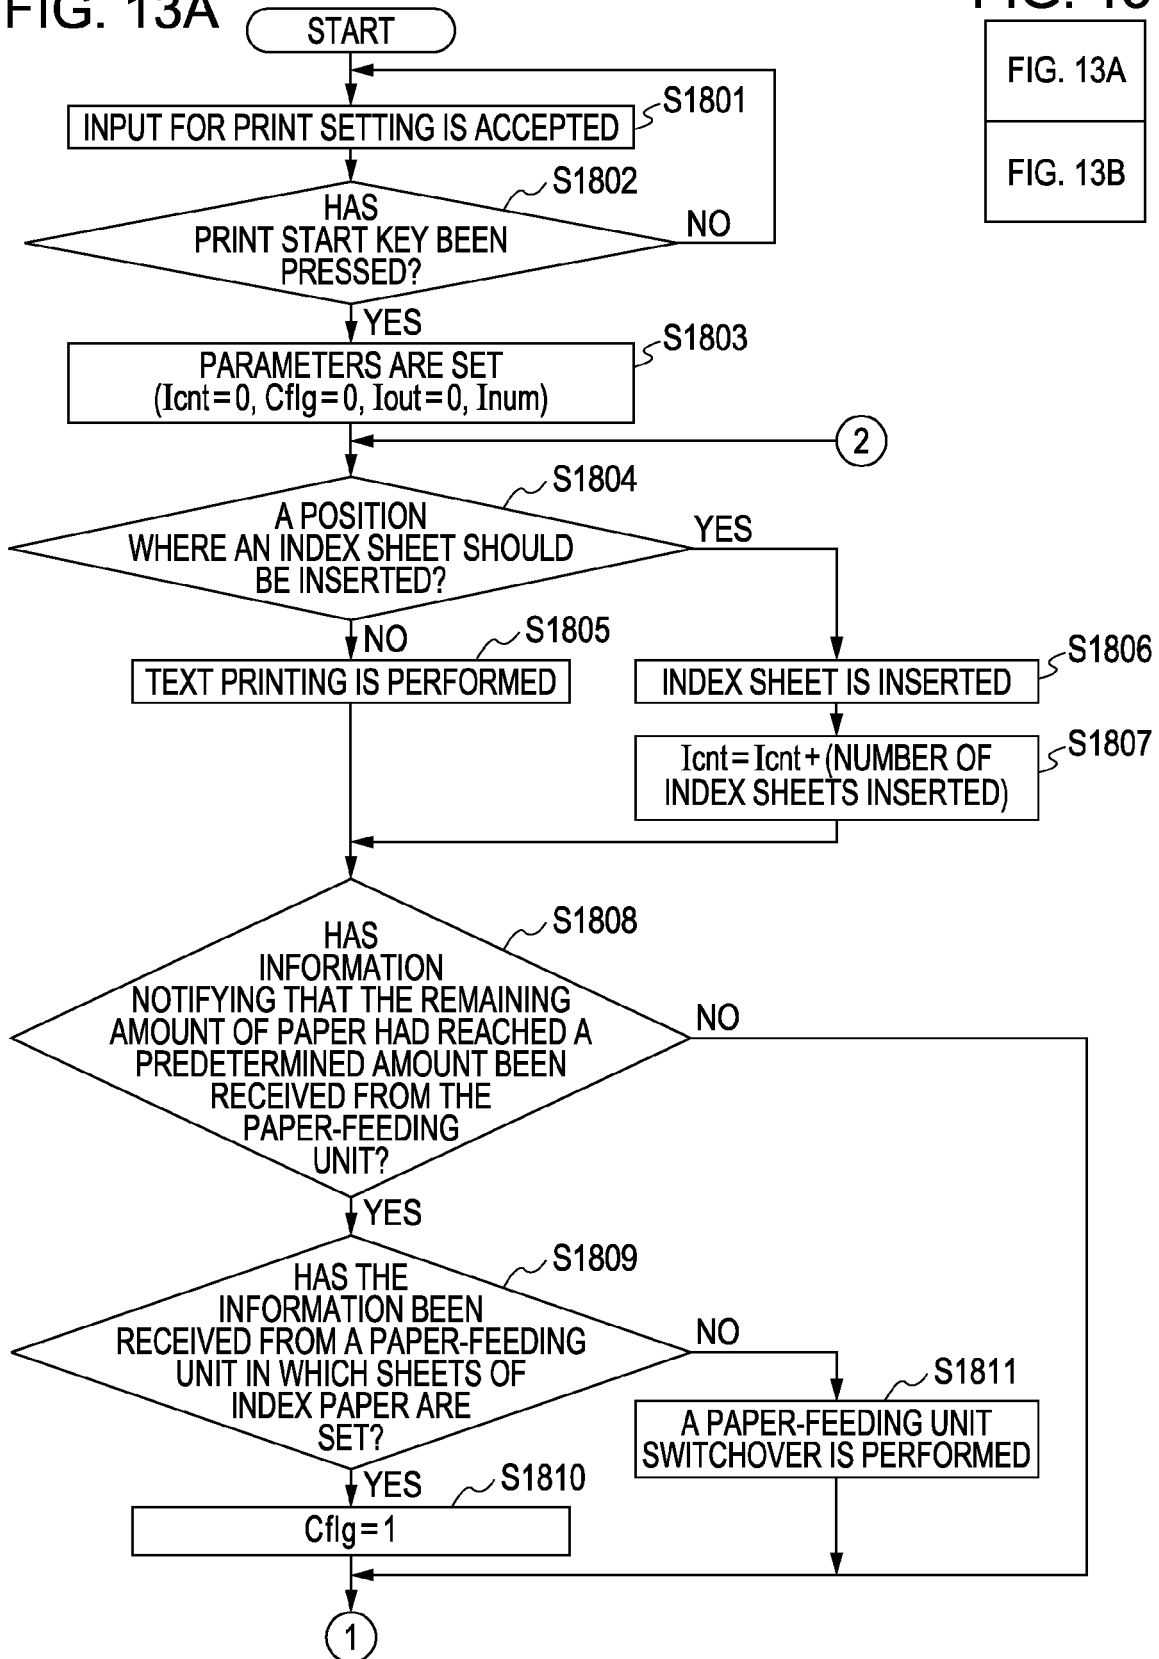 FIG. 13A
START
FIG. 13A
FIG. 13B
S1801
INPUT FOR PRINT SETTING IS ACCEPTED
S1802
HAS
PRINT START KEY BEEN
PRESSED?
NO
YES
S1803
PARAMETERS ARE SET
(Icnt=0, Cflg=0, Iout=0, Inum)
2
S1804
A POSITION
WHERE AN INDEX SHEET SHOULD
BE INSERTED?
YES
NO
S1805
TEXT PRINTING IS PERFORMED
S1806
INDEX SHEET IS INSERTED
S1807
Icnt=Icnt+(NUMBER OF
INDEX SHEETS INSERTED)
S1808
HAS
INFORMATION
NOTIFYING THAT THE REMAINING
AMOUNT OF PAPER HAD REACHED A
PREDETERMINED AMOUNT BEEN
RECEIVED FROM THE
PAPER-FEEDING
UNIT?
NO
YES
S1809
HAS THE
INFORMATION BEEN
RECEIVED FROM A PAPER-FEEDING
UNIT IN WHICH SHEETS OF
INDEX PAPER ARE
SET?
NO
YES
S1811
A PAPER-FEEDING UNIT
SWITCHOVER IS PERFORMED
S1810
Cflg=1
1